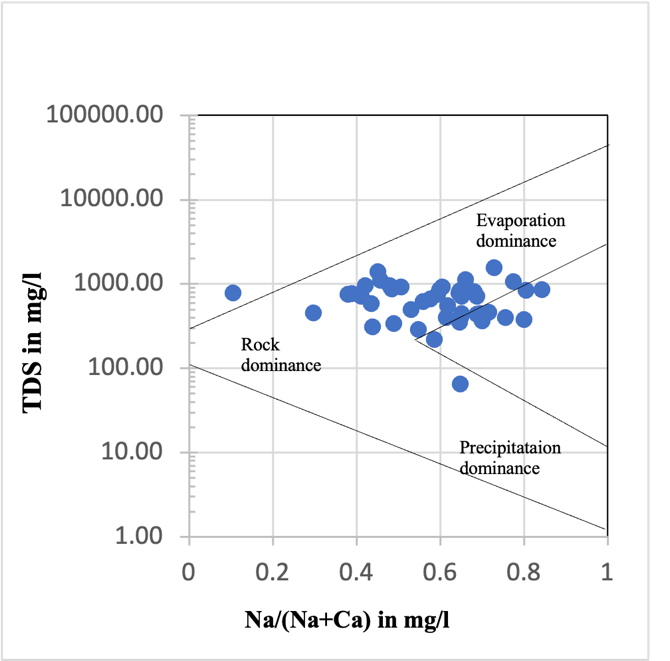 100000.00
10000.00
1000.00
100.00
10.00
1.00
TDS in mg/l
Evaporation
dominance
Rock
dominance
Precipitataion
dominance
0 0.2 0.4 0.6 0.8 1
Na/(Na+Ca) in mg/l